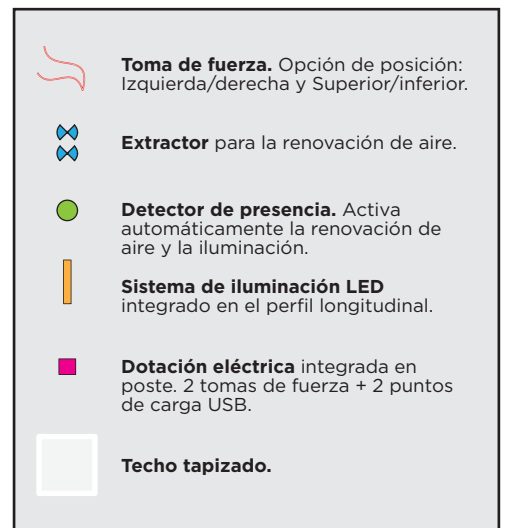 Toma de fuerza. Opción de posición:
Izquierda/derecha y Superior/inferior.
Extractor para la renovación de aire.
Detector de presencia. Activa
automáticamente la renovación de
aire y la iluminación.
Sistema de iluminación LED
integrado en el perfil longitudinal.
Dotación eléctrica integrada en
poste. 2 tomas de fuerza + 2 puntos
de carga USB.
Techo tapizado.